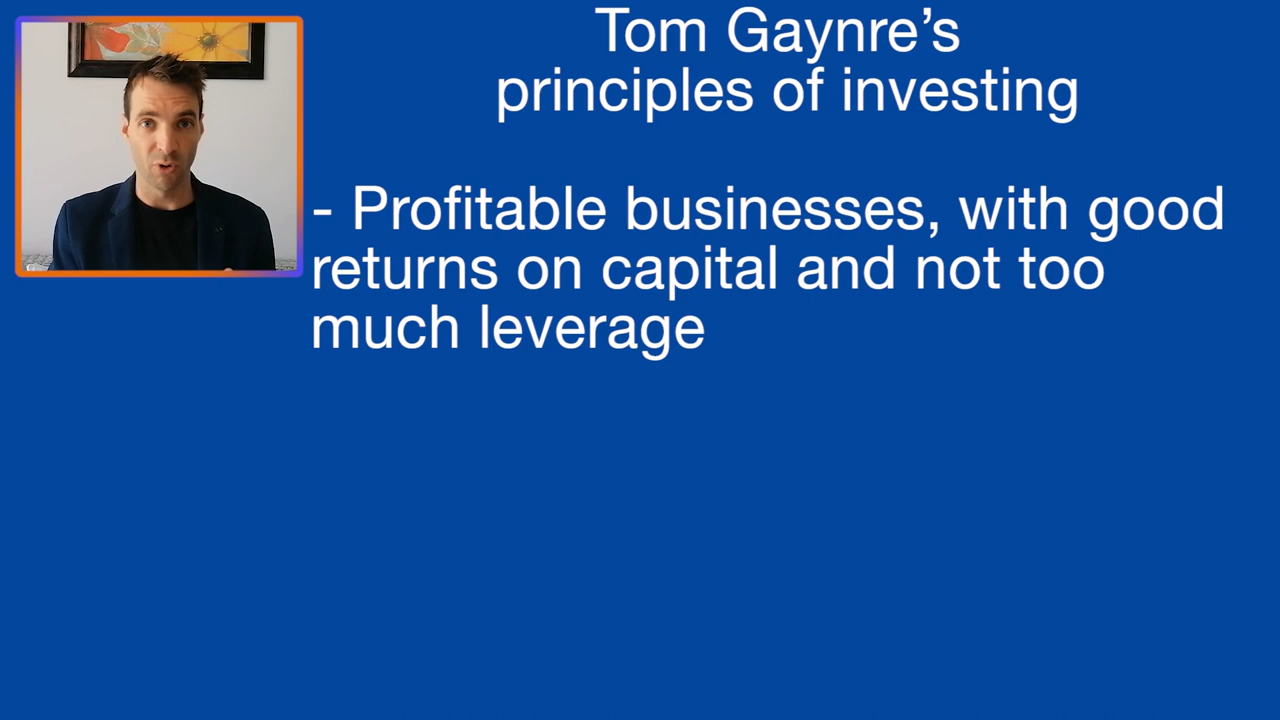 Tom Gaynre’s
principles of investing
- Profitable businesses, with good
returns on capital and not too
much leverage